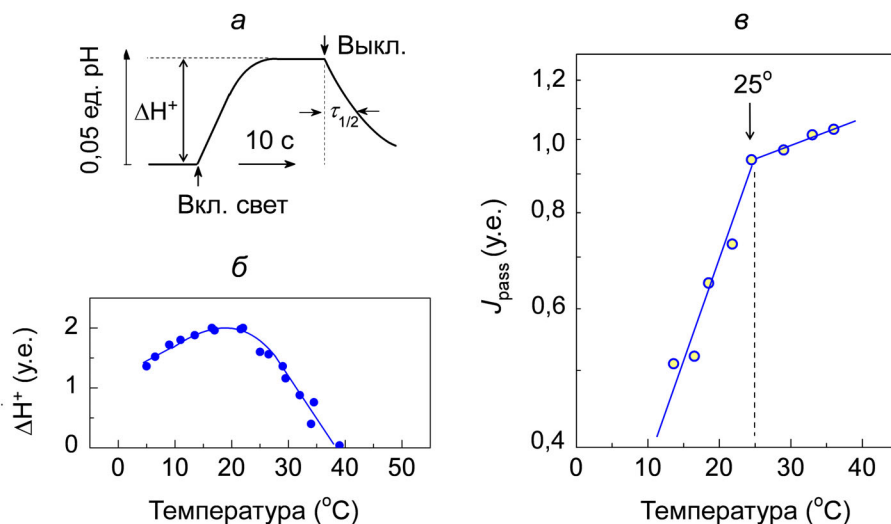 а
0,05 ед. pH
ΔH⁺
Выкл.
τ1/2
10 с
Вкл. свет
б
ΔH⁺ (у.е.)
2
1
0
0 10 20 30 40 50
Температура (°C)
в
J pass (у.е.)
1,2
1,0
0,8
0,6
0,4
25°
0 10 20 30 40
Температура (°C)